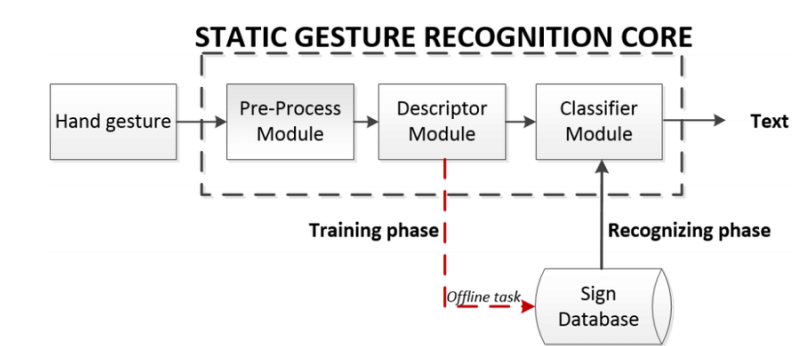 STATIC GESTURE RECOGNITION CORE
Hand gesture
Pre-Process
Module
Descriptor
Module
Classifier
Module
Text
Training phase
Recognizing phase
Offline task
Sign
Database